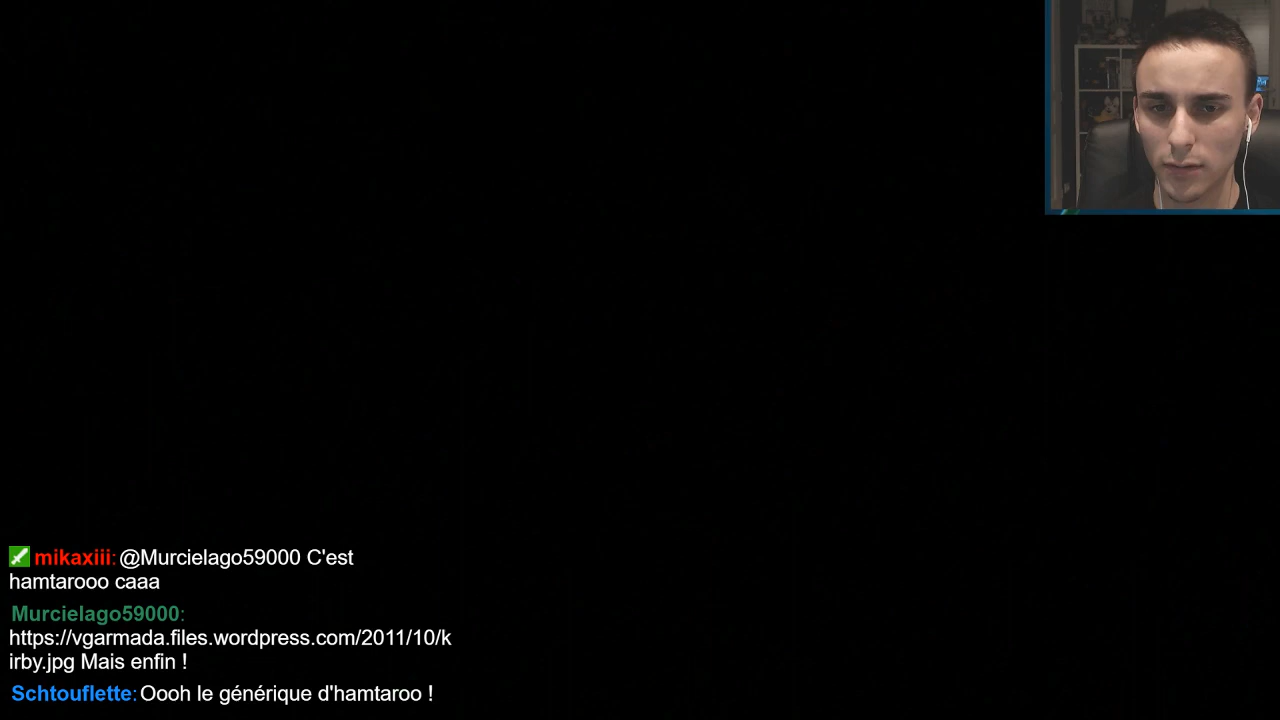 mikaxiii: @Murcielago59000 C'est
hamtarooo caaa
Murcielago59000:
https://vgarmada.files.wordpress.com/2011/10/k
irby.jpg Mais enfin !
Schtouflette: Oooh le générique d'hamtaroo !